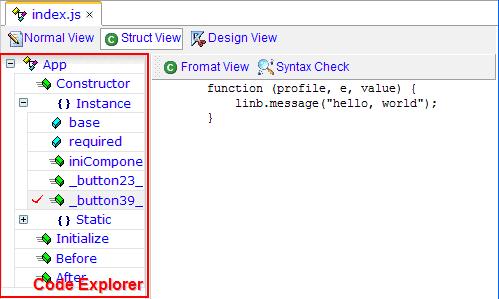 index.js ×
Normal View C Struct View Design View
App
Constructor
{ } Instance
base
required
iniCompone
_button23_
_button39_
{ } Static
Initialize
Before
After
Code Explorer
C Fromat View Syntax Check
function (profile, e, value) {
linb.message("hello, world");
}